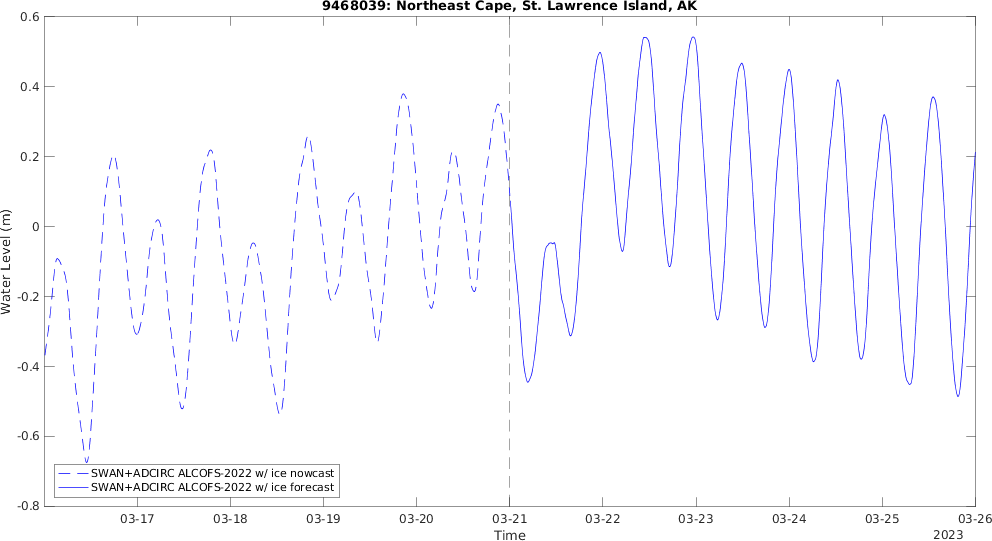 9468039: Northeast Cape, St. Lawrence Island, AK
0.6
0.4
0.2
0
-0.2
-0.4
-0.6
-0.8
Water Level (m)
SWAN+ADCIRC ALCOFS-2022 w/ ice nowcast
SWAN+ADCIRC ALCOFS-2022 w/ ice forecast
03-17 03-18 03-19 03-20 03-21 03-22 03-23 03-24 03-25 03-26
Time
2023